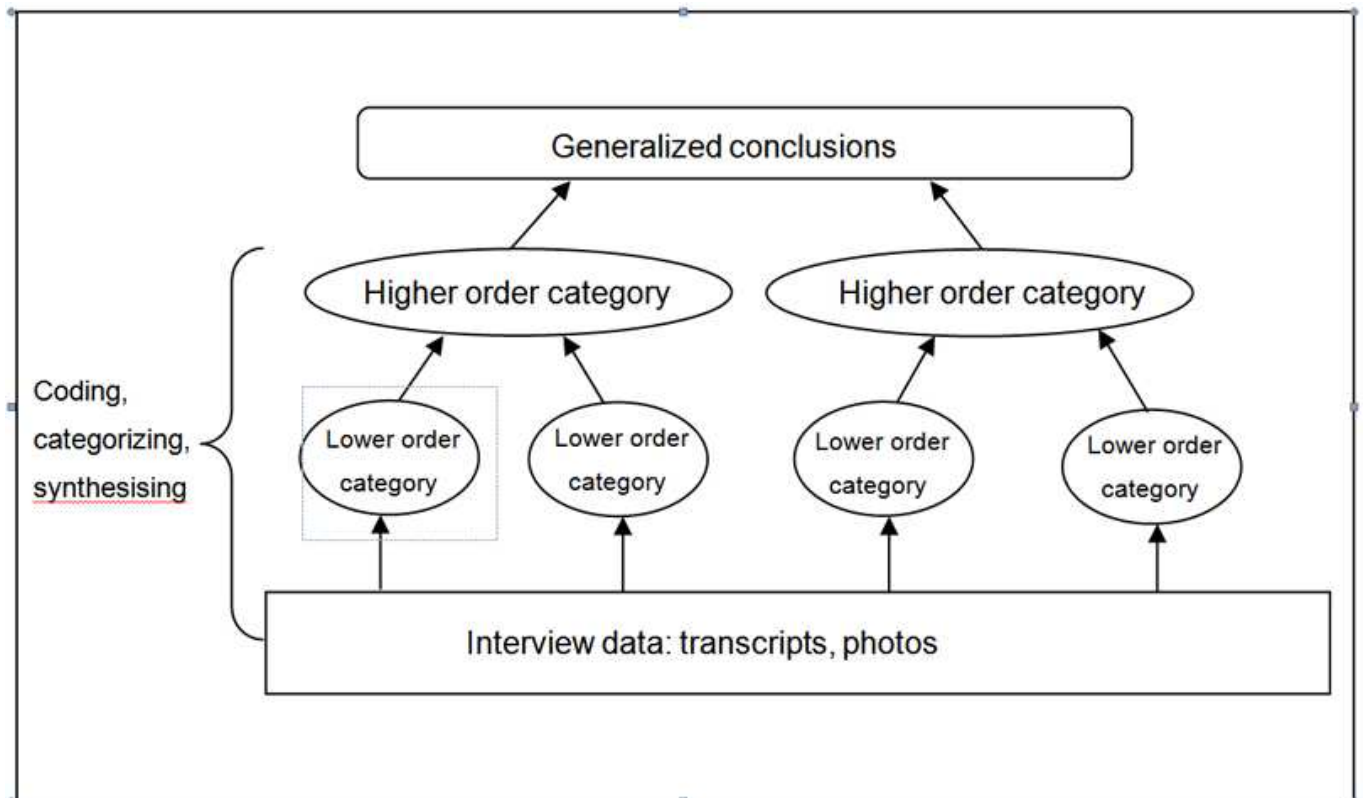 Generalized conclusions
Higher order category
Higher order category
Coding,
categorizing,
synthesising
Lower order
category
Lower order
category
Lower order
category
Lower order
category
Interview data: transcripts, photos